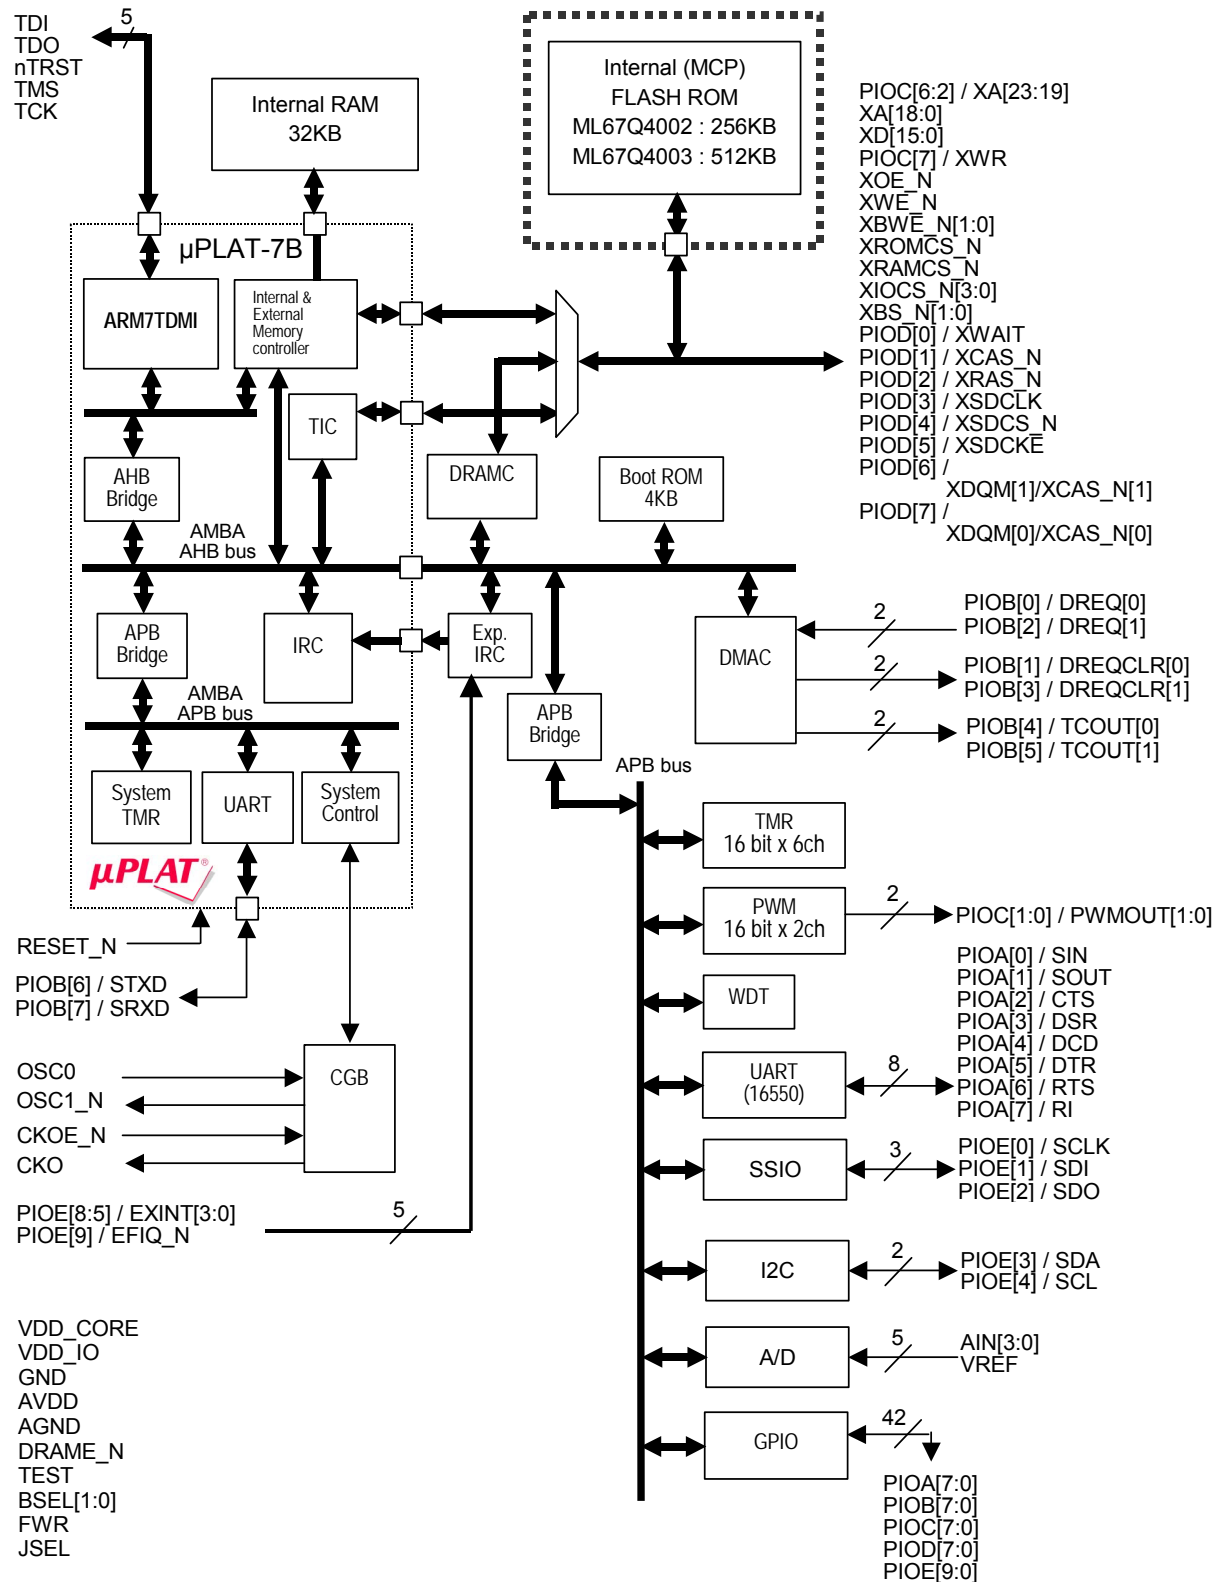 TDI
TDO
nTRST
TMS
TCK
5
Internal RAM
32KB
Internal (MCP)
FLASH ROM
ML67Q4002 : 256KB
ML67Q4003 : 512KB
PIOC[6:2] / XA[23:19]
XA[18:0]
XD[15:0]
PIOC[7] / XWR
XOE_N
XWE_N
XBWE_N[1:0]
XROMCS_N
XRAMCS_N
XIOCS_N[3:0]
XBS_N[1:0]
PIOD[0] / XWAIT
PIOD[1] / XCAS_N
PIOD[2] / XRAS_N
PIOD[3] / XSDCLK
PIOD[4] / XSDCS_N
PIOD[5] / XSDCKE
PIOD[6] /
XDQM[1]/XCAS_N[1]
PIOD[7] /
XDQM[0]/XCAS_N[0]
µPLAT-7B
ARM7TDMI
Internal &
External
Memory
controller
TIC
AHB
Bridge
DRAMC
Boot ROM
4KB
AMBA
AHB bus
APB
Bridge
IRC
Exp.
IRC
APB
Bridge
DMAC
2
PIOB[0] / DREQ[0]
PIOB[2] / DREQ[1]
2
PIOB[1] / DREQCLR[0]
PIOB[3] / DREQCLR[1]
2
PIOB[4] / TCOUT[0]
PIOB[5] / TCOUT[1]
AMBA
APB bus
APB bus
System
TMR
UART
System
Control
µPLAT®
TMR
16 bit x 6ch
PWM
16 bit x 2ch
2
PIOC[1:0] / PWMOUT[1:0]
WDT
UART
(16550)
8
PIOA[0] / SIN
PIOA[1] / SOUT
PIOA[2] / CTS
PIOA[3] / DSR
PIOA[4] / DCD
PIOA[5] / DTR
PIOA[6] / RTS
PIOA[7] / RI
SSIO
3
PIOE[0] / SCLK
PIOE[1] / SDI
PIOE[2] / SDO
I2C
2
PIOE[3] / SDA
PIOE[4] / SCL
A/D
5
AIN[3:0]
VREF
GPIO
42
PIOA[7:0]
PIOB[7:0]
PIOC[7:0]
PIOD[7:0]
PIOE[9:0]
RESET_N
PIOB[6] / STXD
PIOB[7] / SRXD
OSC0
OSC1_N
CKOE_N
CKO
CGB
PIOE[8:5] / EXINT[3:0]
PIOE[9] / EFIQ_N
5
VDD_CORE
VDD_IO
GND
AVDD
AGND
DRAME_N
TEST
BSEL[1:0]
FWR
JSEL